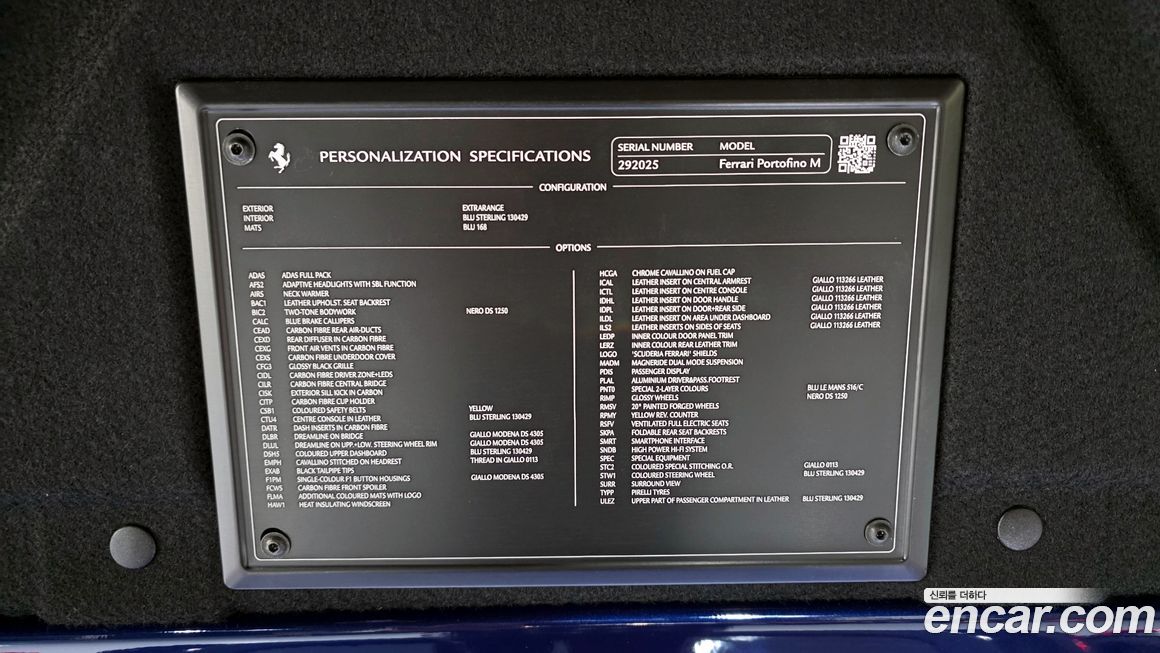 PERSONALIZATION SPECIFICATIONS
SERIAL NUMBER MODEL
292025 Ferrari Portofino M
CONFIGURATION
EXTERIOR EXTRARANGE
INTERIOR BLU STERLING 130429
MATS BLU 168
OPTIONS
ADAS ADAS FULL PACK
AFS2 ADAPTIVE HEADLIGHTS WITH SBL FUNCTION
AIRS NECK WARMER
BAC1 LEATHER UPHOLST. SEAT BACKREST
BIC2 TWO-TONE BODYWORK NERO DS 1250
CALC BLUE BRAKE CALLIPERS
CEAD CARBON FIBRE REAR AIR-DUCTS
CEXD REAR DIFFUSER IN CARBON FIBRE
CEXG FRONT AIR VENTS IN CARBON FIBRE
CEXS CARBON FIBRE UNDERDOOR COVER
CFG3 GLOSSY BLACK GRILLE
CIDL CARBON FIBRE DRIVER ZONE+LEDS
CILR CARBON FIBRE CENTRAL BRIDGE
CISK EXTERIOR SILL KICK IN CARBON
CITP CARBON FIBRE CUP HOLDER
CSB1 COLOURED SAFETY BELTS YELLOW
CTU4 CENTRE CONSOLE IN LEATHER BLU STERLING 130429
DATR DASH INSERTS IN CARBON FIBRE
DLBR DREAMLINE ON BRIDGE GIALLO MODENA DS 4305
DLUL DREAMLINE ON UPP.+LOW. STEERING WHEEL RIM GIALLO MODENA DS 4305
DSH5 COLOURED UPPER DASHBOARD BLU STERLING 130429
EMPH CAVALLINO STITCHED ON HEADREST THREAD IN GIALLO 0113
EXAB BLACK TAILPIPE TIPS
F1PM SINGLE-COLOUR F1 BUTTON HOUSINGS GIALLO MODENA DS 4305
FCWS CARBON FIBRE FRONT SPOILER
FLMA ADDITIONAL COLOURED MATS WITH LOGO
HAW1 HEAT INSULATING WINDSCREEN
HCGA CHROME CAVALLINO ON FUEL CAP
ICAL LEATHER INSERT ON CENTRAL ARMREST GIALLO 113266 LEATHER
ICTL LEATHER INSERT ON CENTRE CONSOLE GIALLO 113266 LEATHER
IDHL LEATHER INSERT ON DOOR HANDLE GIALLO 113266 LEATHER
IDPL LEATHER INSERT ON DOOR+REAR SIDE GIALLO 113266 LEATHER
ILDL LEATHER INSERT ON AREA UNDER DASHBOARD GIALLO 113266 LEATHER
ILS2 LEATHER INSERTS ON SIDES OF SEATS GIALLO 113266 LEATHER
LEDP INNER COLOUR DOOR PANEL TRIM
LERZ INNER COLOUR REAR LEATHER TRIM
LOGO 'SCUDERIA FERRARI' SHIELDS
MADM MAGNERIDE DUAL MODE SUSPENSION
PDIS PASSENGER DISPLAY
PLAL ALUMINIUM DRIVER&PASS.FOOTREST
PNT0 SPECIAL 2-LAYER COLOURS BLU LE MANS 516/C
RIMP GLOSSY WHEELS NERO DS 1250
RMSV 20" PAINTED FORGED WHEELS
RPMY YELLOW REV. COUNTER
RSFV VENTILATED FULL ELECTRIC SEATS
SKPA FOLDABLE REAR SEAT BACKRESTS
SMRT SMARTPHONE INTERFACE
SNDB HIGH POWER HI-FI SYSTEM
SPEC SPECIAL EQUIPMENT
STC2 COLOURED SPECIAL STITCHING O.R. GIALLO 0113
STW1 COLOURED STEERING WHEEL BLU STERLING 130429
SURR SURROUND VIEW
TYPP PIRELLI TYRES
ULEZ UPPER PART OF PASSENGER COMPARTMENT IN LEATHER BLU STERLING 130429
신뢰를 더하다
encar.com